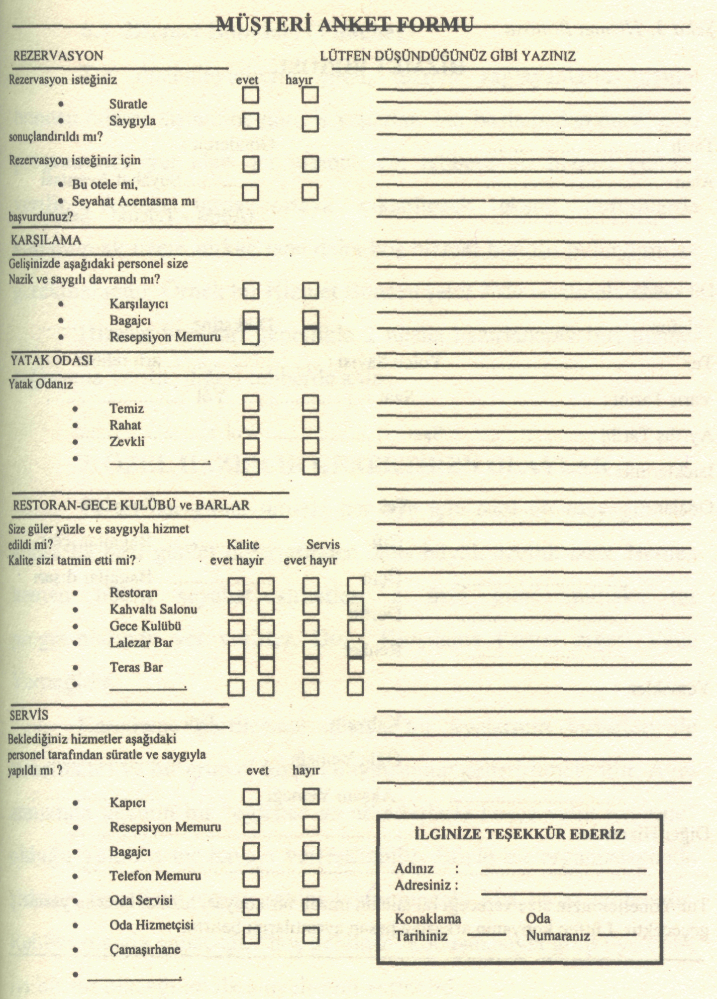 MÜŞTERİ ANKET FORMU
REZERVASYON
Rezervasyon isteğiniz evet hayır
• Süratle
• Saygıyla
sonuçlandırıldı mı?
Rezervasyon isteğiniz için
• Bu otele mi,
• Seyahat Acentasına mı
başvurdunuz?
KARŞILAMA
Gelişinizde aşağıdaki personel size
Nazik ve saygılı davrandı mı?
• Karşılayıcı
• Bagajcı
• Resepsiyon Memuru
YATAK ODASI
Yatak Odanız
• Temiz
• Rahat
• Zevkli
•
RESTORAN-GECE KULÜBÜ ve BARLAR
Size güler yüzle ve saygıyla hizmet
edildi mi? Kalite Servis
Kalite sizi tatmin etti mi? evet hayir evet hayır
• Restoran
• Kahvaltı Salonu
• Gece Kulübü
• Lalezar Bar
• Teras Bar
•
SERVİS
Beklediğiniz hizmetler aşağıdaki
personel tarafından süratle ve saygıyla
yapıldı mı ? evet hayır
• Kapıcı
• Resepsiyon Memuru
• Bagajcı
• Telefon Memuru
• Oda Servisi
• Oda Hizmetçisi
• Çamaşırhane
•
LÜTFEN DÜŞÜNDÜĞÜNÜZ GİBİ YAZINIZ
İLGİNİZE TEŞEKKÜR EDERİZ
Adınız :
Adresiniz :
Konaklama Oda
Tarihiniz Numaranız